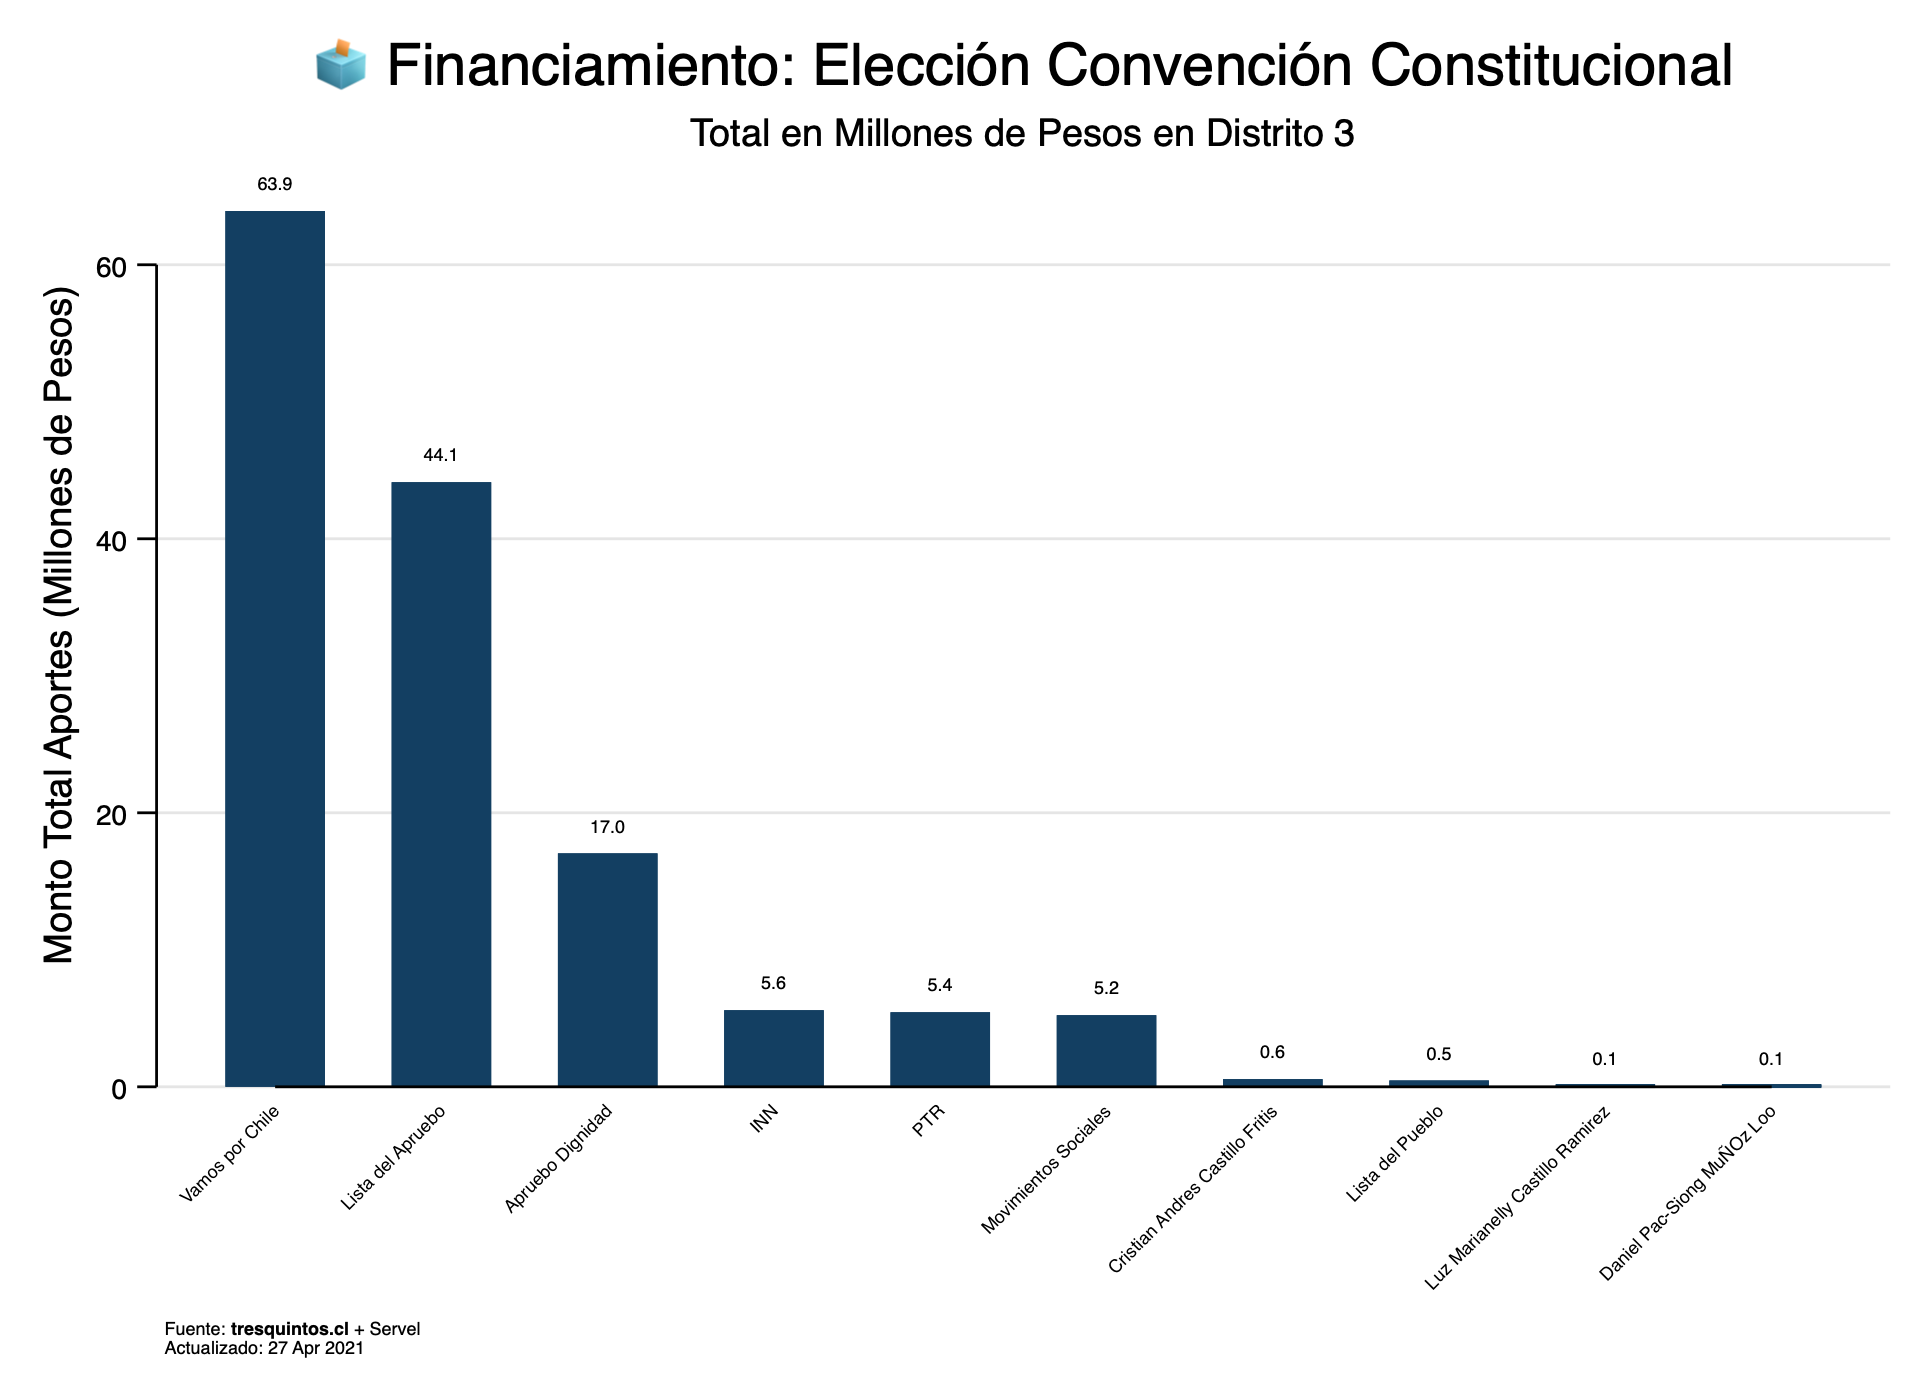 Financiamiento: Elección Convención Constitucional
Total en Millones de Pesos en Distrito 3
Monto Total Aportes (Millones de Pesos)
60
40
20
0
63.9
44.1
17.0
5.6
5.4
5.2
0.6
0.5
0.1
0.1
Vamos por Chile
Lista del Apruebo
Apruebo Dignidad
INN
PTR
Movimientos Sociales
Cristian Andres Castillo Fritis
Lista del Pueblo
Luz Marianelly Castillo Ramirez
Daniel Pac-Siong MuÑOz Loo
Fuente: tresquintos.cl + Servel
Actualizado: 27 Apr 2021